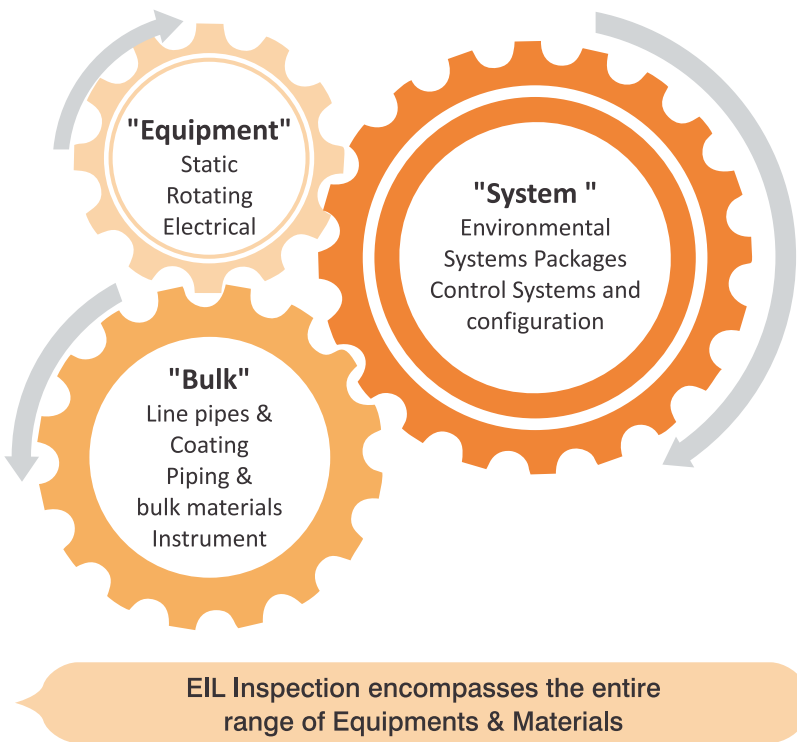 "Equipment"
Static
Rotating
Electrical
"System "
Environmental
Systems Packages
Control Systems and
configuration
"Bulk"
Line pipes &
Coating
Piping &
bulk materials
Instrument
EIL Inspection encompasses the entire
range of Equipments & Materials